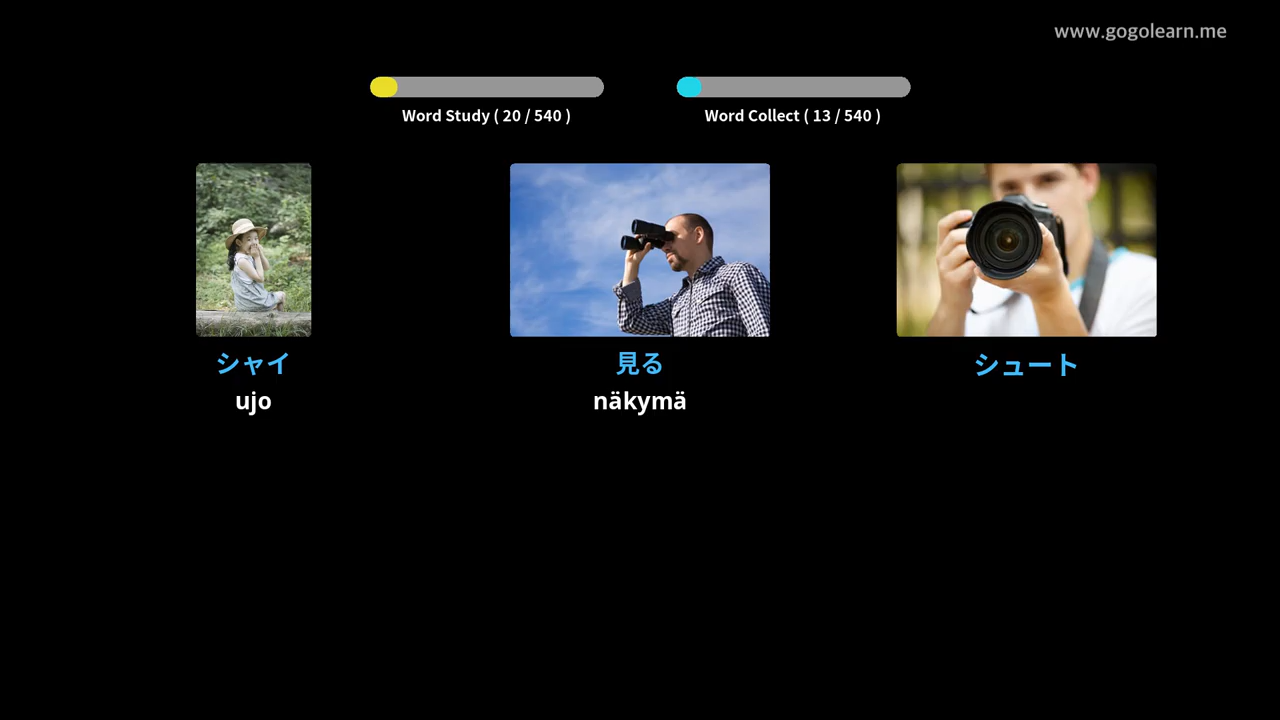 www.gogolearn.me
Word Study ( 20 / 540 )
Word Collect ( 13 / 540 )
シャイ
見る
シュート
ujo
näkymä